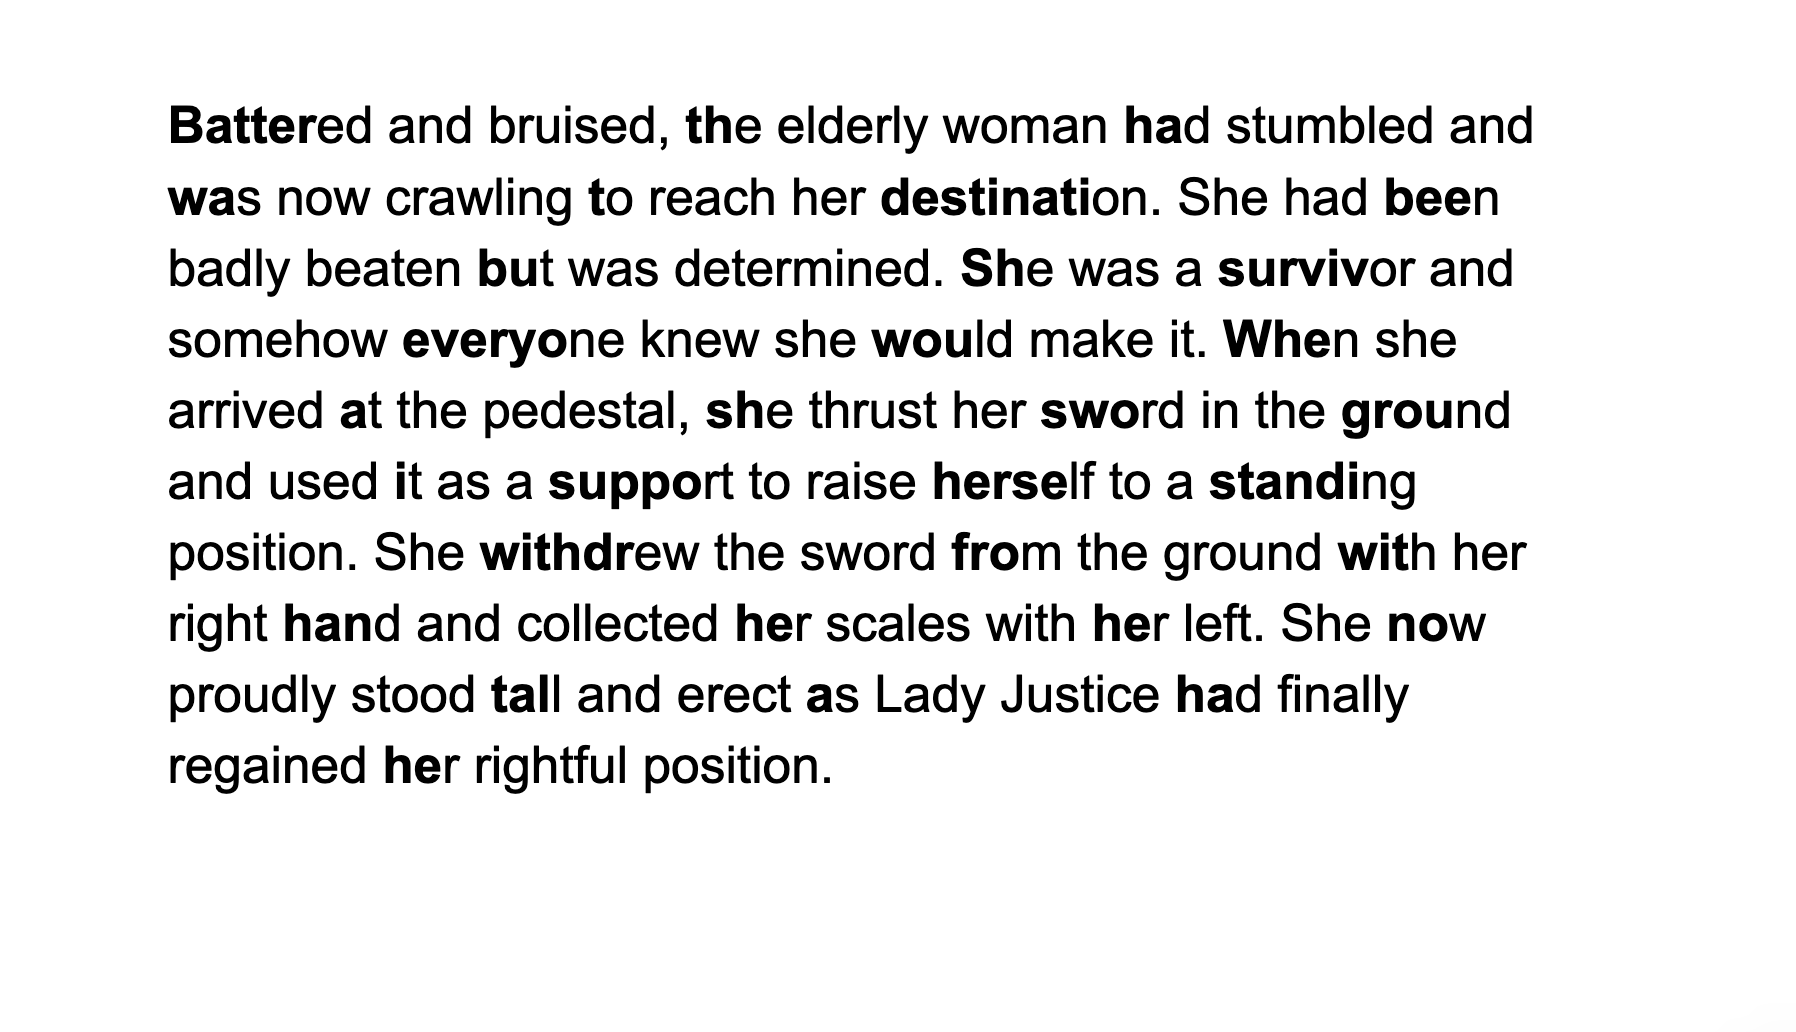 Battered and bruised, the elderly woman had stumbled and
was now crawling to reach her destination. She had been
badly beaten but was determined. She was a survivor and
somehow everyone knew she would make it. When she
arrived at the pedestal, she thrust her sword in the ground
and used it as a support to raise herself to a standing
position. She withdrew the sword from the ground with her
right hand and collected her scales with her left. She now
proudly stood tall and erect as Lady Justice had finally
regained her rightful position.